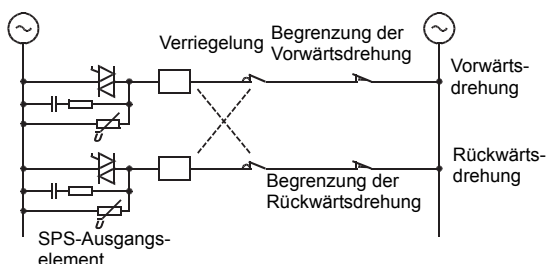 Verriegelung
Begrenzung der
Vorwärtsdrehung
Vorwärts-
drehung
U
Rückwärts-
drehung
Begrenzung der
Rückwärtsdrehung
U
SPS-Ausgangs-
element